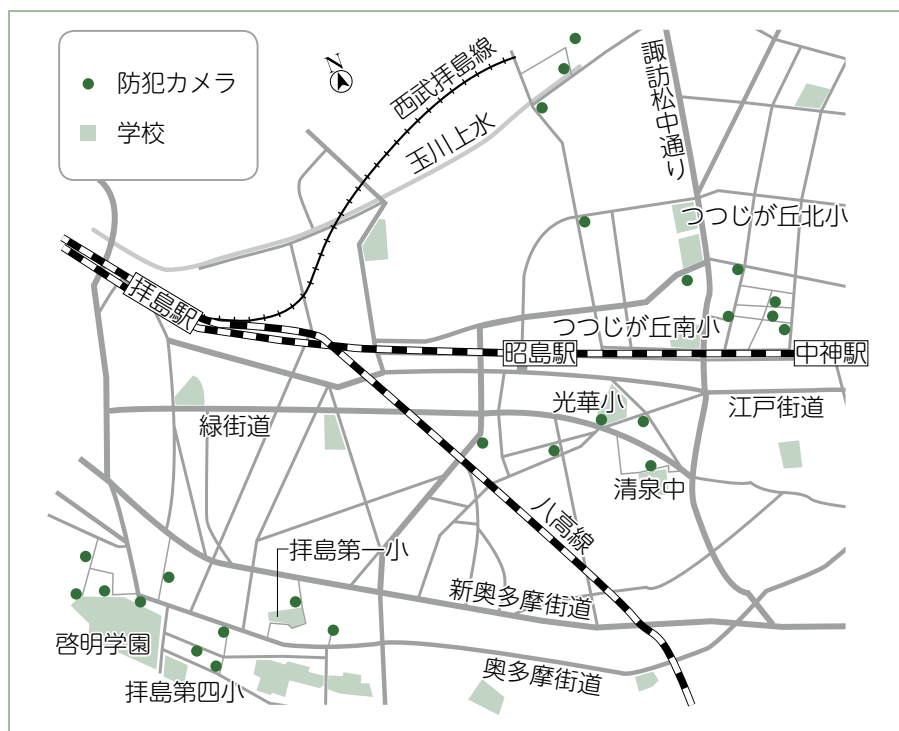 防犯カメラ
学校
N
西武拝島線
玉川上水
諏訪松中通り
つつじが丘北小
拝島駅
つつじが丘南小
昭島駅
中神駅
光華小
江戸街道
緑街道
清泉中
八高線
拝島第一小
新奥多摩街道
啓明学園
奥多摩街道
拝島第四小